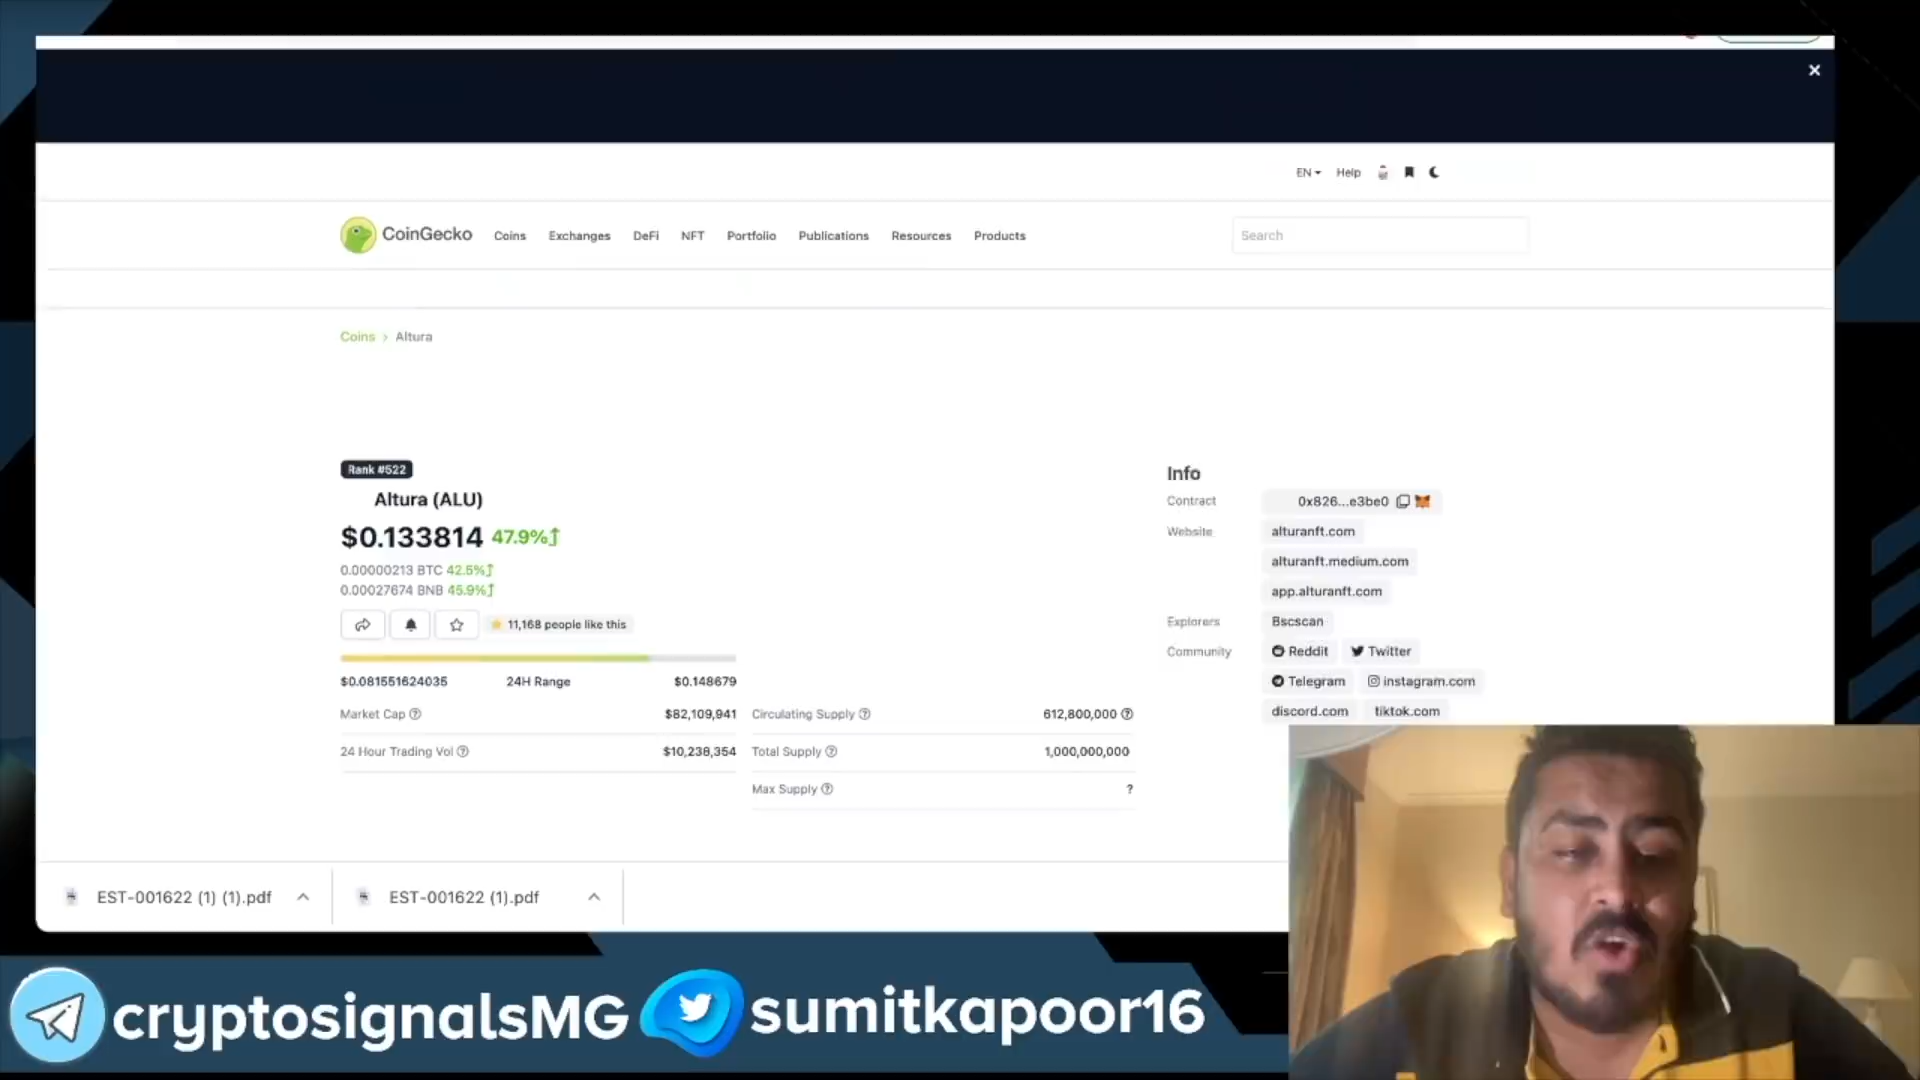 EN Help
CoinGecko Coins Exchanges DeFi NFT Portfolio Publications Resources Products Search
Coins > Altura
Rank #522
Altura (ALU)
$0.133814 47.9%
0.00000213 BTC 42.5%
0.00027674 BNB 45.9%
11,168 people like this
$0.081551624035 24H Range $0.148679
Market Cap $82,109,941
24 Hour Trading Vol $10,238,354
Circulating Supply 612,800,000
Total Supply 1,000,000,000
Max Supply ?
Info
Contract 0x826...e3be0
Website alturanft.com
alturanft.medium.com
app.alturanft.com
Explorers Bscscan
Community Reddit Twitter
Telegram instagram.com
discord.com tiktok.com
EST-001622 (1) (1).pdf EST-001622 (1).pdf
cryptosignalsMG sumitkapoor16